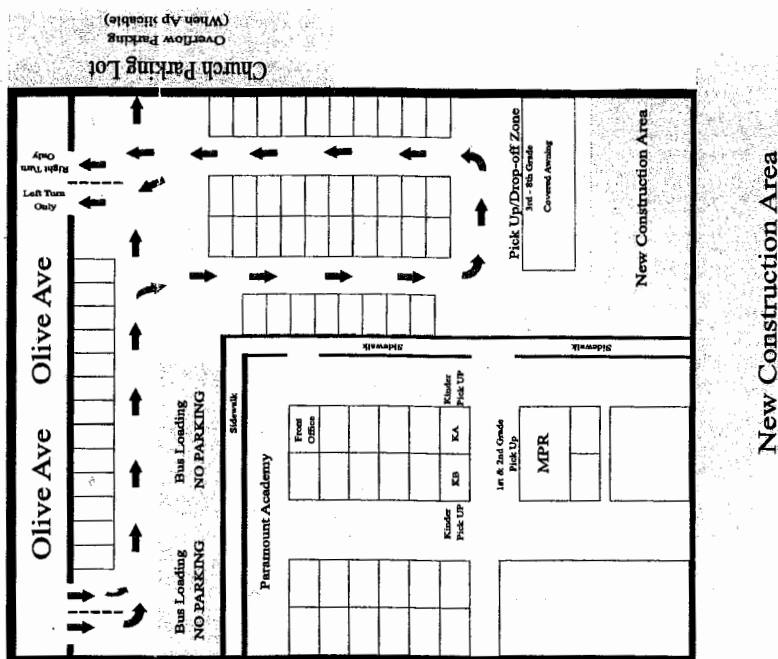 Church Parking Lot
Overflow Parking
(When Applicable)
Right Turn
Only
Left Turn
Only
Olive Ave
Olive Ave
Bus Loading
NO PARKING
Bus Loading
NO PARKING
Pick Up/Drop-off Zone
3rd - 8th Grade
Covered Awning
New Construction Area
New Construction Area
Sidewalk
Sidewalk
Sidewalk
Paramount Academy
Front
Office
Kinder
Pick UP
KA
KB
Kinder
Pick UP
1st & 2nd Grade
Pick Up
MPR